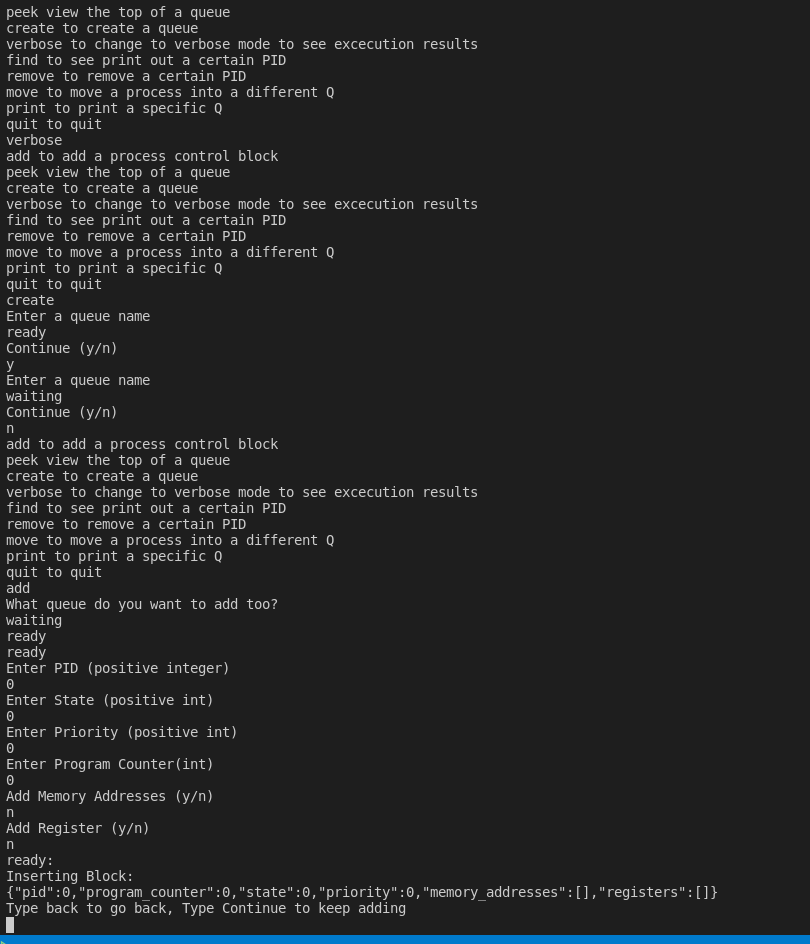 peek view the top of a queue
create to create a queue
verbose to change to verbose mode to see excecution results
find to see print out a certain PID
remove to remove a certain PID
move to move a process into a different Q
print to print a specific Q
quit to quit
verbose
add to add a process control block
peek view the top of a queue
create to create a queue
verbose to change to verbose mode to see excecution results
find to see print out a certain PID
remove to remove a certain PID
move to move a process into a different Q
print to print a specific Q
quit to quit
create
Enter a queue name
ready
Continue (y/n)
y
Enter a queue name
waiting
Continue (y/n)
n
add to add a process control block
peek view the top of a queue
create to create a queue
verbose to change to verbose mode to see excecution results
find to see print out a certain PID
remove to remove a certain PID
move to move a process into a different Q
print to print a specific Q
quit to quit
add
What queue do you want to add too?
waiting
ready
ready
Enter PID (positive integer)
0
Enter State (positive int)
0
Enter Priority (positive int)
0
Enter Program Counter(int)
0
Add Memory Addresses (y/n)
n
Add Register (y/n)
n
ready:
Inserting Block:
{"pid":0,"program_counter":0,"state":0,"priority":0,"memory_addresses":[],"registers":[]}
Type back to go back, Type Continue to keep adding